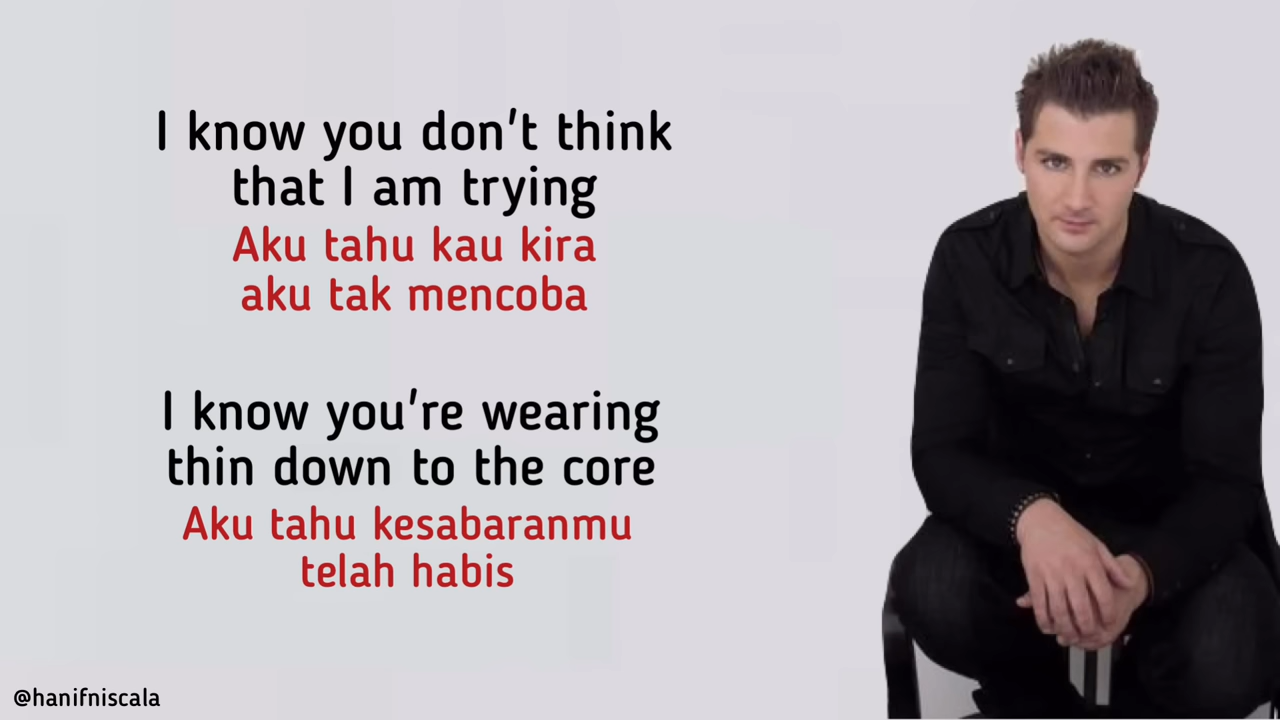 I know you don't think
that I am trying
Aku tahu kau kira
aku tak mencoba
I know you're wearing
thin down to the core
Aku tahu kesabaranmu
telah habis
@hanifniscala